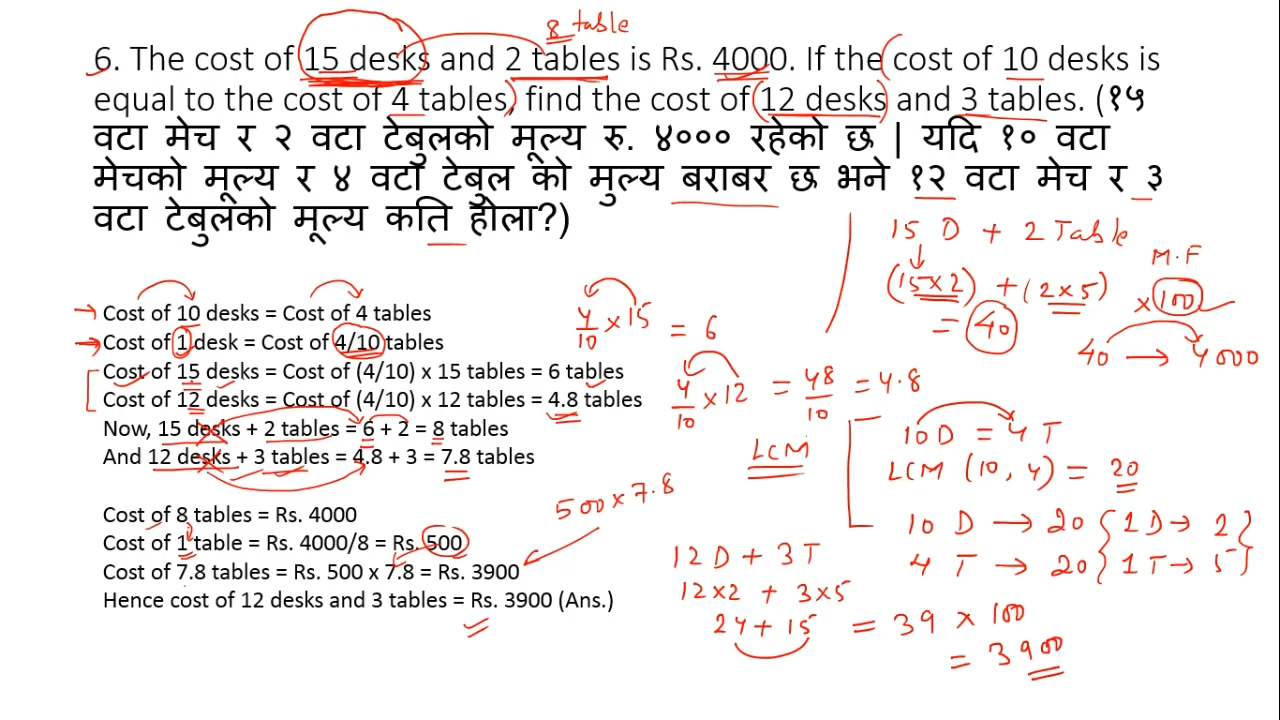 8 table
6. The cost of 15 desks and 2 tables is Rs. 4000. If the cost of 10 desks is
equal to the cost of 4 tables, find the cost of 12 desks and 3 tables. (१५
वटा मेच र २ वटा टेबुलको मूल्य रु. ४००० रहेको छ | यदि १० वटा
मेचको मूल्य र ४ वटा टेबुल को मुल्य बराबर छ भने १२ वटा मेच र ३
वटा टेबुलको मूल्य कति होला?)
Cost of 10 desks = Cost of 4 tables
Cost of 1 desk = Cost of 4/10 tables
Cost of 15 desks = Cost of (4/10) x 15 tables = 6 tables
Cost of 12 desks = Cost of (4/10) x 12 tables = 4.8 tables
Now, 15 desks + 2 tables = 6 + 2 = 8 tables
And 12 desks + 3 tables = 4.8 + 3 = 7.8 tables
Cost of 8 tables = Rs. 4000
Cost of 1 table = Rs. 4000/8 = Rs. 500
Cost of 7.8 tables = Rs. 500 x 7.8 = Rs. 3900
Hence cost of 12 desks and 3 tables = Rs. 3900 (Ans.)
4/10 × 15 = 6
4/10 × 12 = 48/10 = 4.8
LCM
500 × 7.8
15 D + 2 Table
M.F
(15 × 2) + (2 × 5) × 100
= 40
40 → 4000
10 D = 4 T
LCM (10, 4) = 20
10 D → 20 { 1 D → 2 }
4 T → 20 { 1 T → 5 }
12 D + 3 T
12 × 2 + 3 × 5
24 + 15 = 39 × 100
= 3900